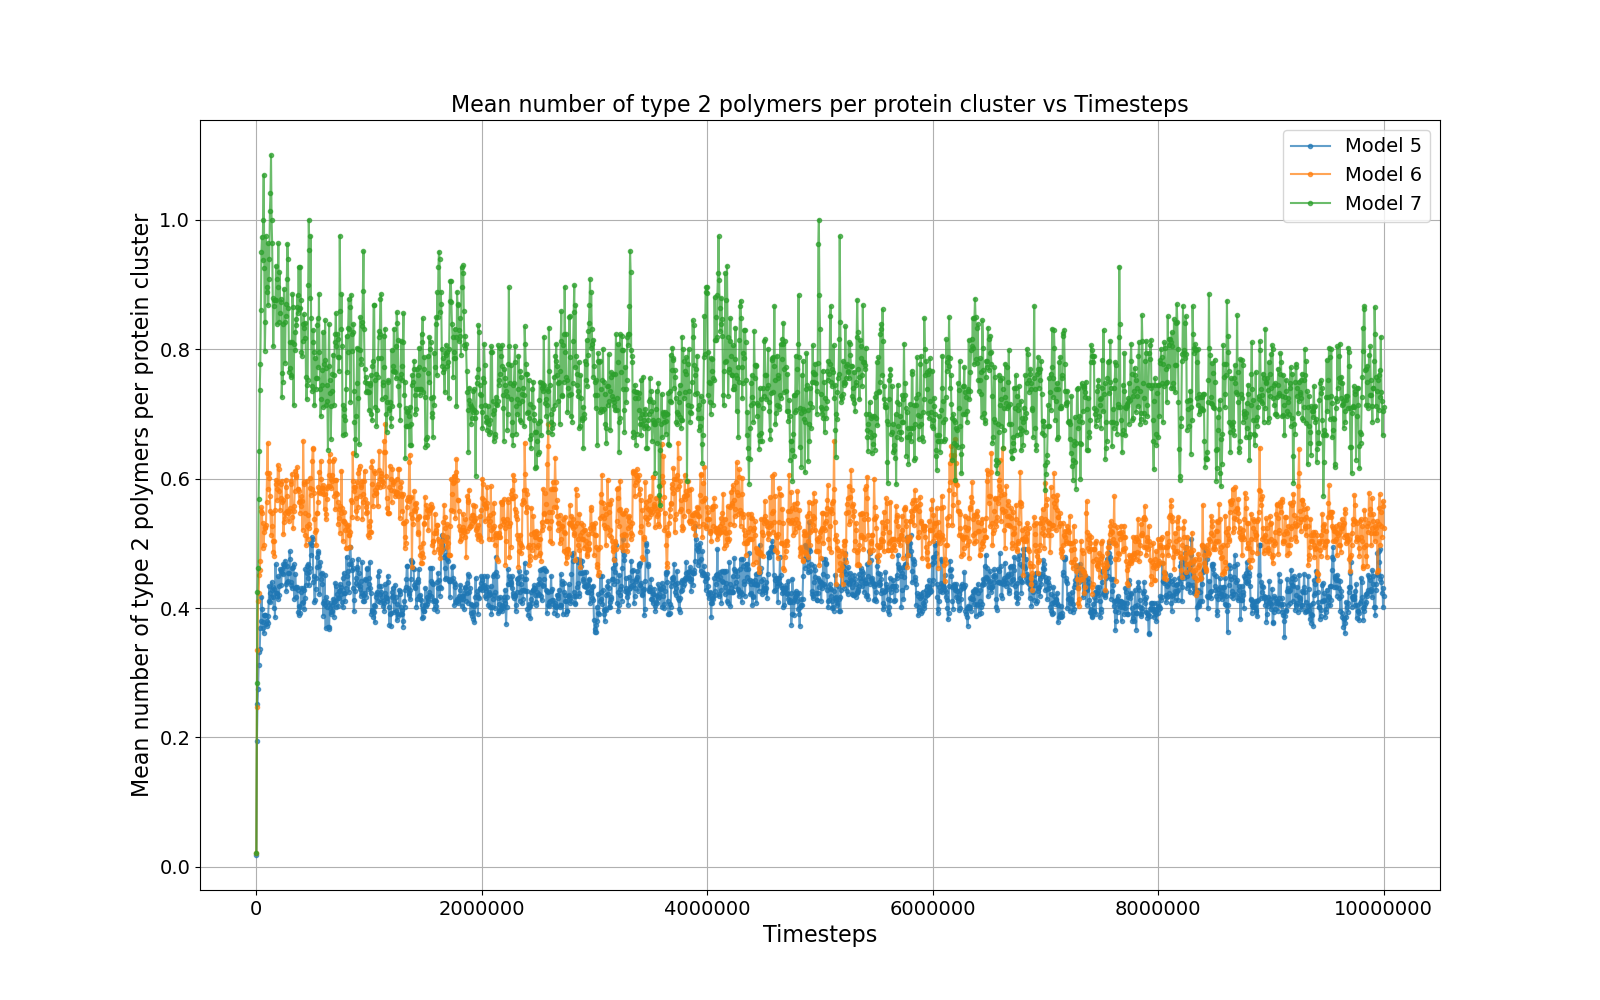 Mean number of type 2 polymers per protein cluster vs Timesteps
Model 5
Model 6
Model 7
Mean number of type 2 polymers per protein cluster
1.0
0.8
0.6
0.4
0.2
0.0
0 2000000 4000000 6000000 8000000 10000000
Timesteps